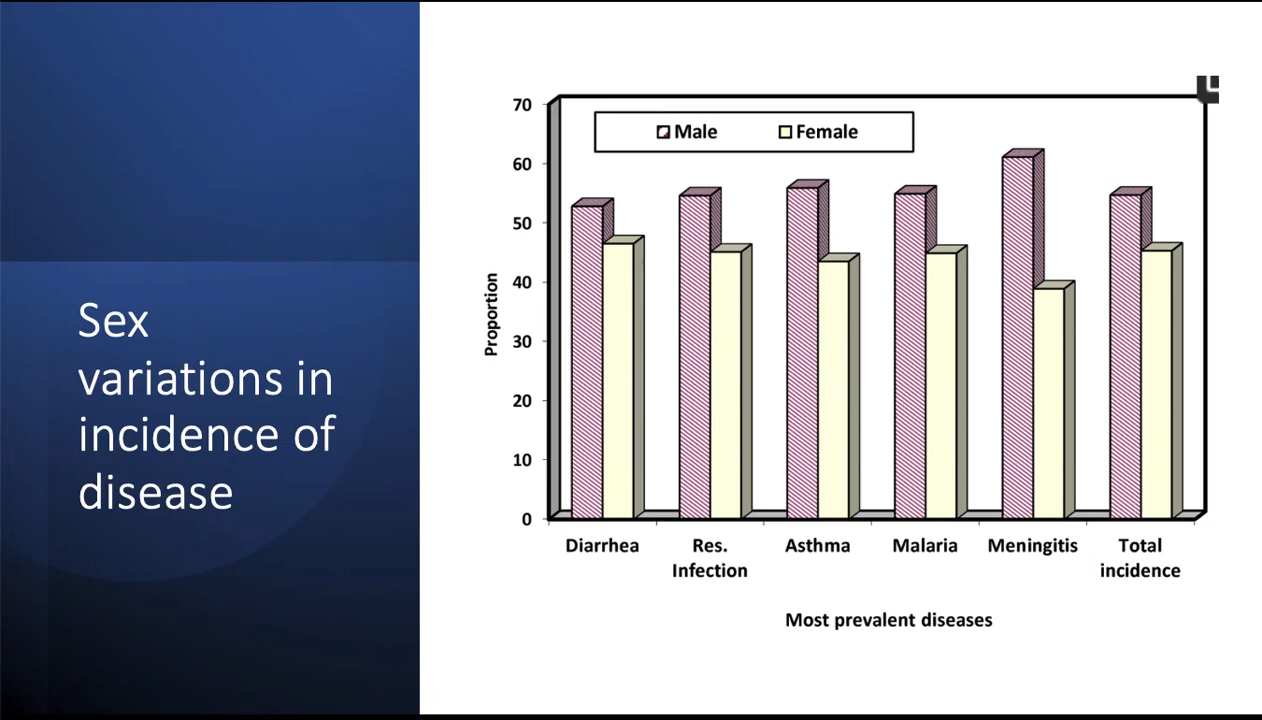 Sex
variations in
incidence of
disease
70
60
50
40
30
20
10
0
Proportion
Male
Female
Diarrhea
Res.
Infection
Asthma
Malaria
Meningitis
Total
incidence
Most prevalent diseases